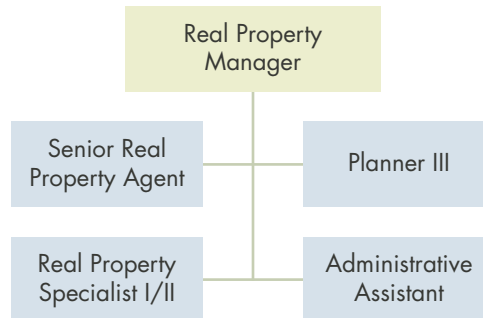 Real Property
Manager
Senior Real
Property Agent
Planner III
Real Property
Specialist I/II
Administrative
Assistant